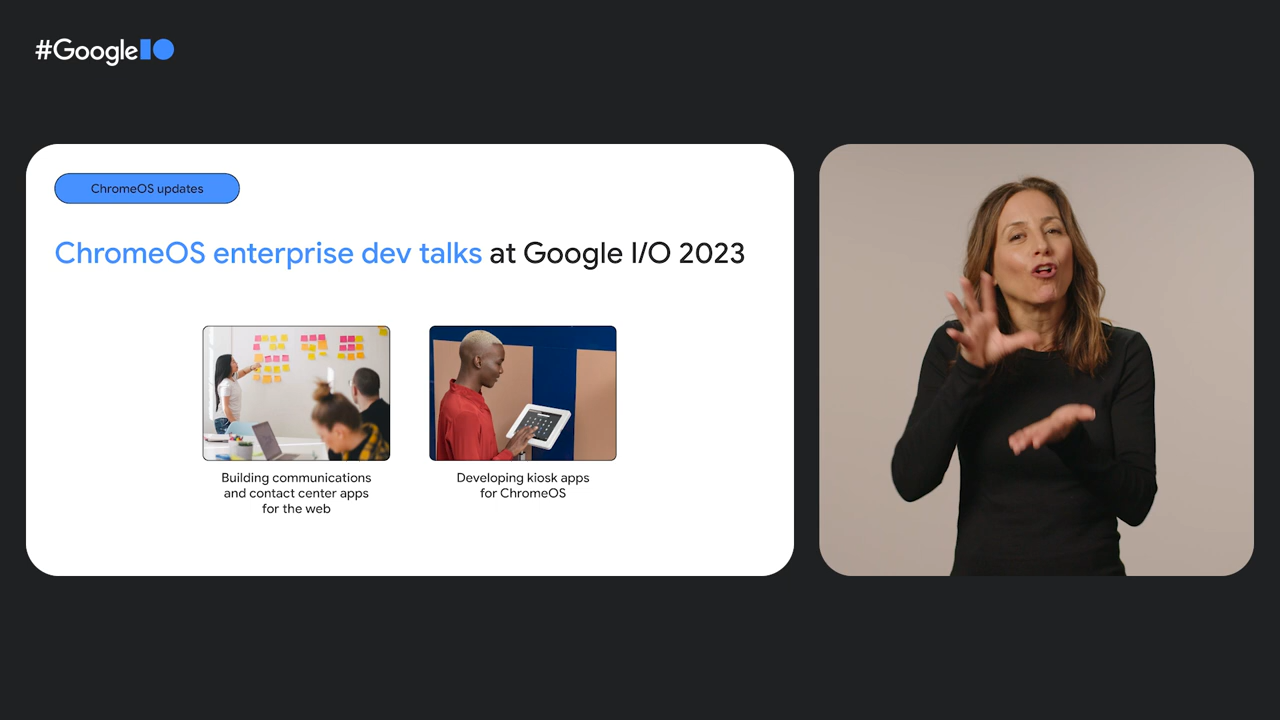 #GoogleIO
ChromeOS updates
ChromeOS enterprise dev talks at Google I/O 2023
Building communications
and contact center apps
for the web
Developing kiosk apps
for ChromeOS